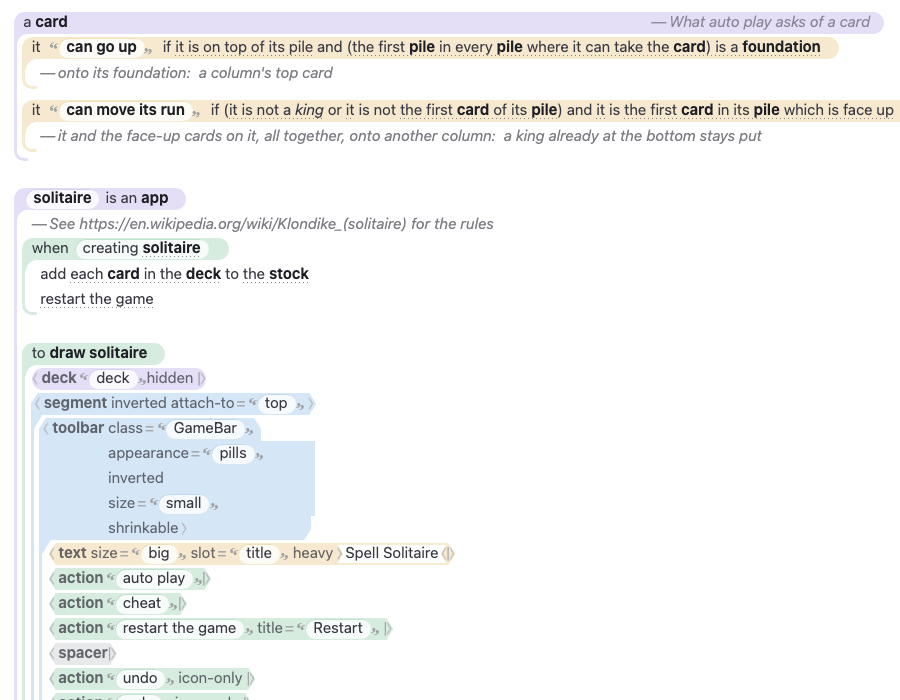 a card — What auto play asks of a card
it “ can go up „ if it is on top of its pile and (the first pile in every pile where it can take the card) is a foundation
— onto its foundation: a column's top card
it “ can move its run „ if (it is not a king or it is not the first card of its pile) and it is the first card in its pile which is face up
— it and the face-up cards on it, all together, onto another column: a king already at the bottom stays put
solitaire is an app
— See https://en.wikipedia.org/wiki/Klondike_(solitaire) for the rules
when creating solitaire
add each card in the deck to the stock
restart the game
to draw solitaire
⟨ deck “ deck „ hidden |⟩
⟨ segment inverted attach-to = “ top „ ⟩
⟨ toolbar class = “ GameBar „
appearance = “ pills „
inverted
size = “ small „
shrinkable ⟩
⟨ text size = “ big „ slot = “ title „ heavy ⟩ Spell Solitaire ⟨|⟩
⟨ action “ auto play „ |⟩
⟨ action “ cheat „ |⟩
⟨ action “ restart the game „ title = “ Restart „ |⟩
⟨ spacer |⟩
⟨ action “ undo „ icon-only |⟩